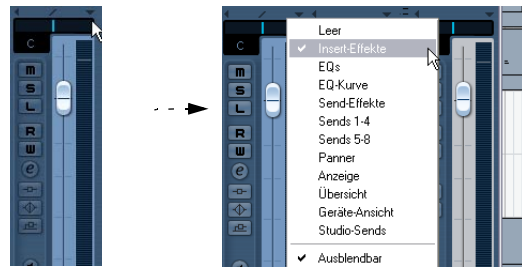 C
m
S
L
R
W
e
C
m
S
L
R
W
e
Leer
Insert-Effekte
EQs
EQ-Kurve
Send-Effekte
Sends 1-4
Sends 5-8
Panner
Anzeige
Übersicht
Geräte-Ansicht
Studio-Sends
Ausblendbar